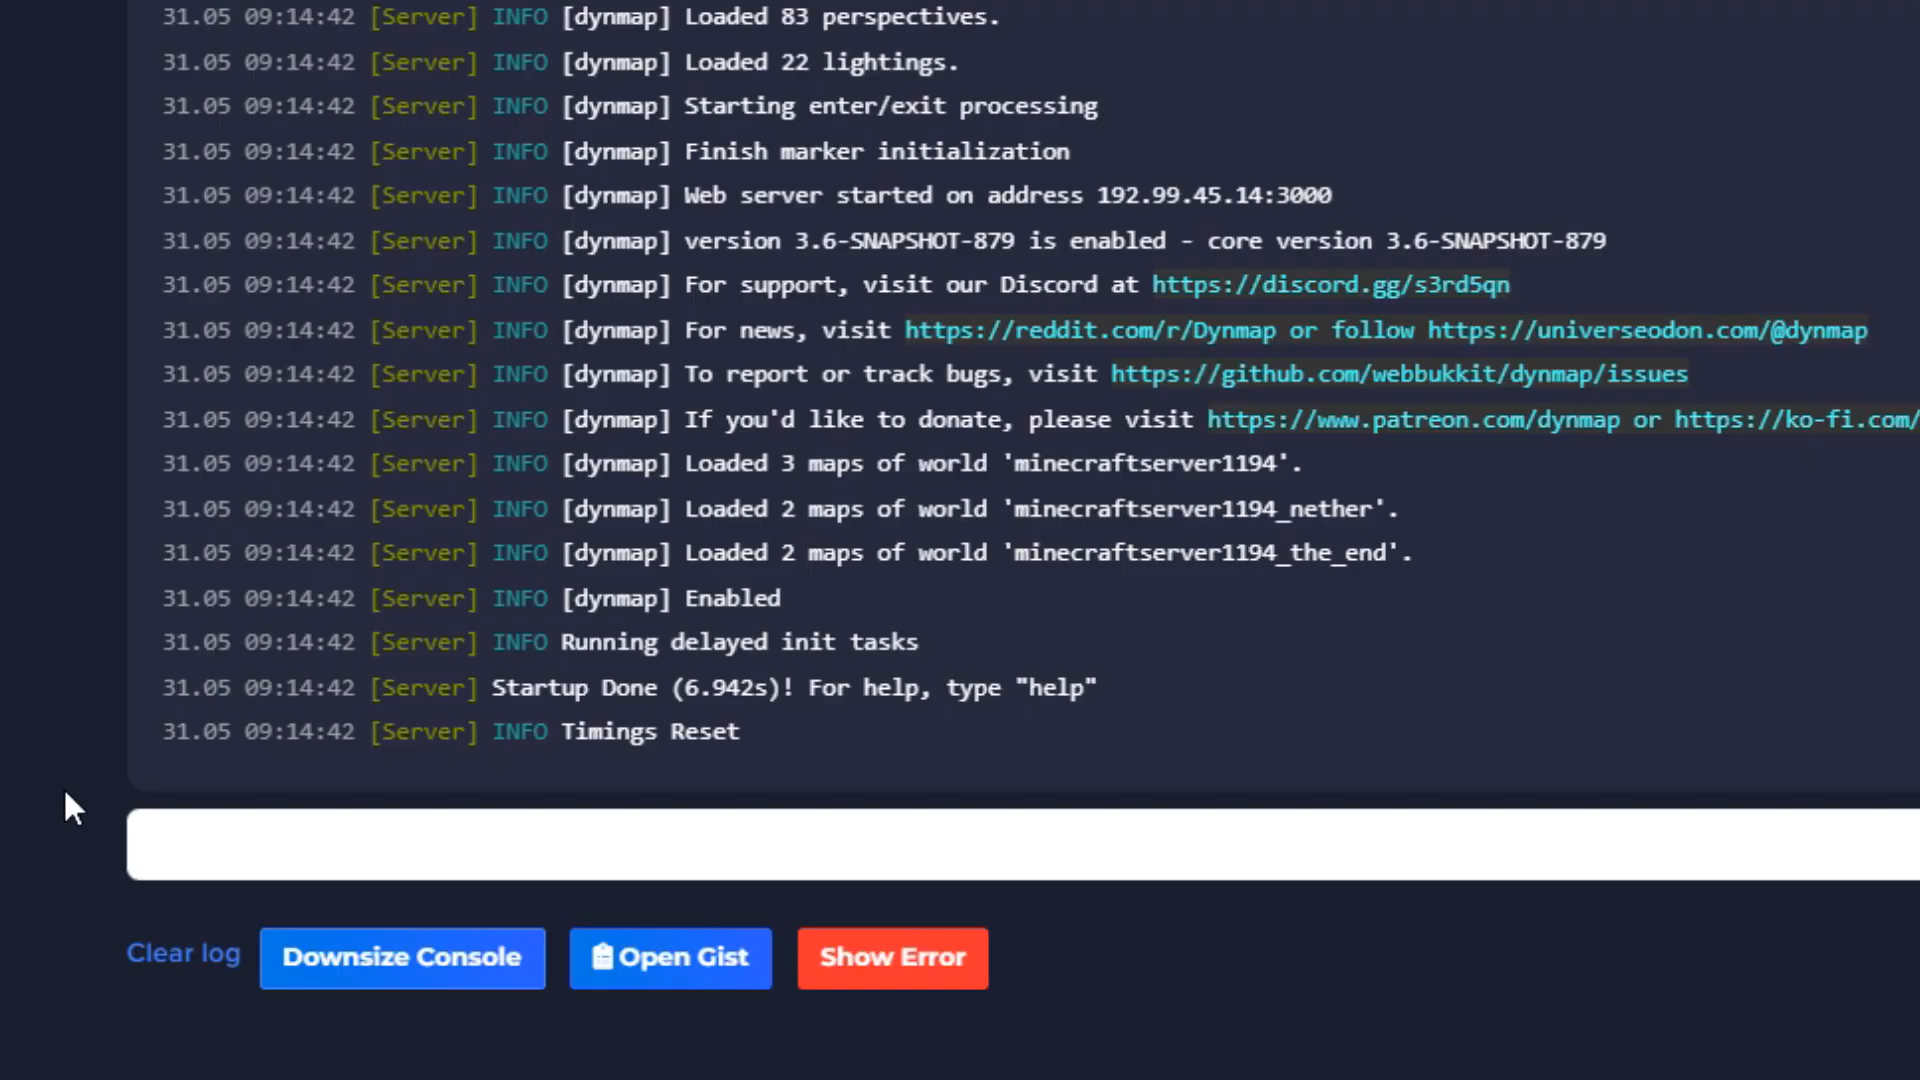 31.05 09:14:42 [Server] INFO [dynmap] Loaded 83 perspectives.
31.05 09:14:42 [Server] INFO [dynmap] Loaded 22 lightings.
31.05 09:14:42 [Server] INFO [dynmap] Starting enter/exit processing
31.05 09:14:42 [Server] INFO [dynmap] Finish marker initialization
31.05 09:14:42 [Server] INFO [dynmap] Web server started on address 192.99.45.14:3000
31.05 09:14:42 [Server] INFO [dynmap] version 3.6-SNAPSHOT-879 is enabled - core version 3.6-SNAPSHOT-879
31.05 09:14:42 [Server] INFO [dynmap] For support, visit our Discord at https://discord.gg/s3rd5qn
31.05 09:14:42 [Server] INFO [dynmap] For news, visit https://reddit.com/r/Dynmap or follow https://universeodon.com/@dynmap
31.05 09:14:42 [Server] INFO [dynmap] To report or track bugs, visit https://github.com/webbukkit/dynmap/issues
31.05 09:14:42 [Server] INFO [dynmap] If you'd like to donate, please visit https://www.patreon.com/dynmap or https://ko-fi.com/
31.05 09:14:42 [Server] INFO [dynmap] Loaded 3 maps of world 'minecraftserver1194'.
31.05 09:14:42 [Server] INFO [dynmap] Loaded 2 maps of world 'minecraftserver1194_nether'.
31.05 09:14:42 [Server] INFO [dynmap] Loaded 2 maps of world 'minecraftserver1194_the_end'.
31.05 09:14:42 [Server] INFO [dynmap] Enabled
31.05 09:14:42 [Server] INFO Running delayed init tasks
31.05 09:14:42 [Server] Startup Done (6.942s)! For help, type "help"
31.05 09:14:42 [Server] INFO Timings Reset
Clear log Downsize Console Open Gist Show Error